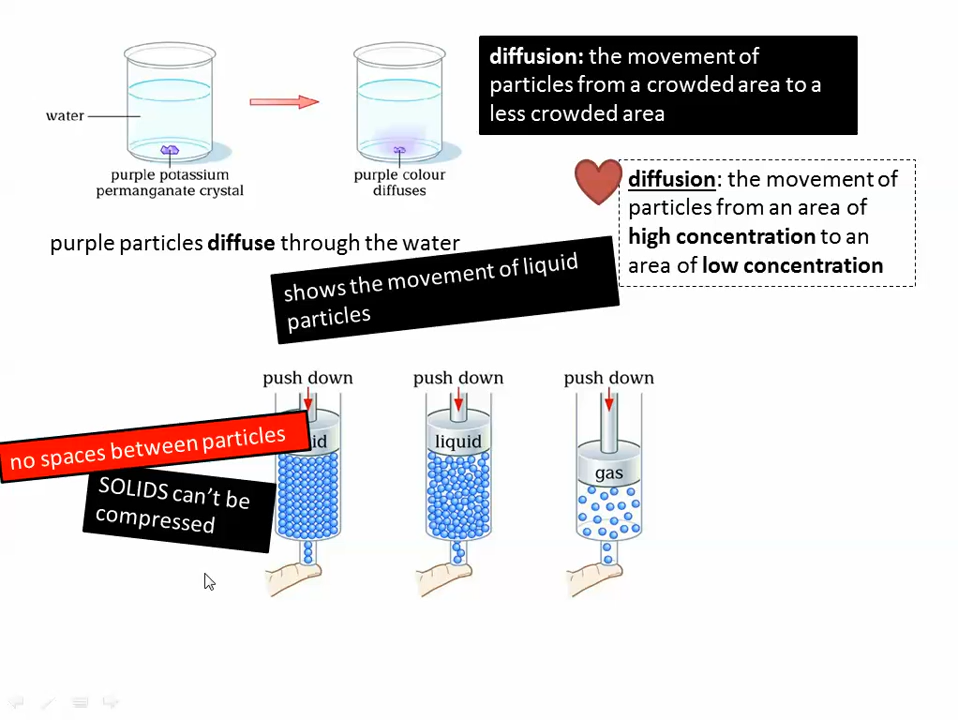 diffusion: the movement of
particles from a crowded area to a
less crowded area
water
purple potassium
permanganate crystal
purple colour
diffuses
diffusion: the movement of
particles from an area of
high concentration to an
area of low concentration
purple particles diffuse through the water
shows the movement of liquid
particles
push down
push down
push down
no spaces between particles
liquid
gas
SOLIDS can't be
compressed